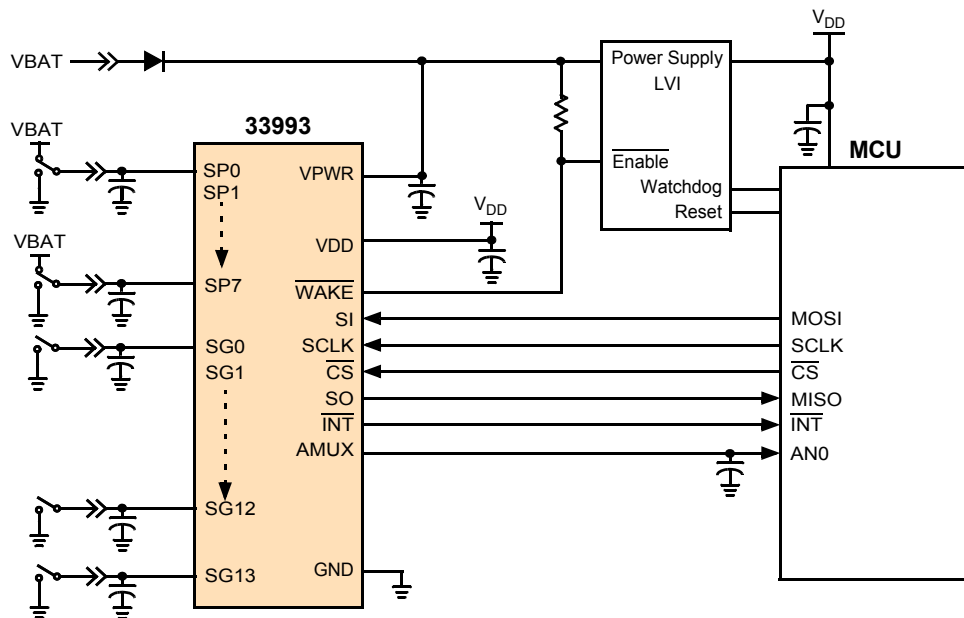 VDD
VBAT
Power Supply
LVI
33993
VBAT
MCU
SP0
SP1
VPWR
Enable
Watchdog
Reset
VDD
VDD
VBAT
SP7
WAKE
SI
MOSI
SG0
SCLK
SCLK
SG1
CS
CS
SO
MISO
INT
INT
AMUX
AN0
SG12
SG13
GND